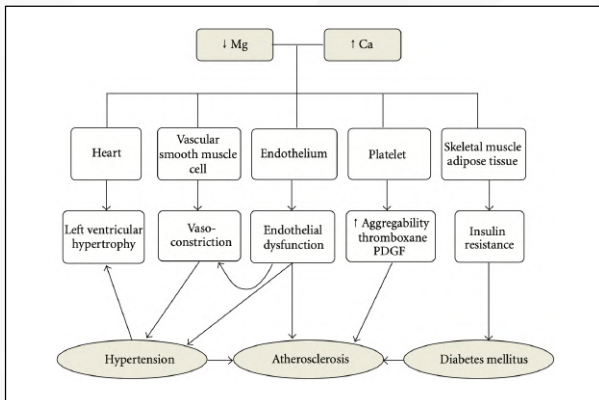 ↓ Mg
↑ Ca
Heart
Vascular
smooth muscle
cell
Endothelium
Platelet
Skeletal muscle
adipose tissue
Left ventricular
hypertrophy
Vaso-
constriction
Endothelial
dysfunction
↑ Aggregability
thromboxane
PDGF
Insulin
resistance
Hypertension
Atherosclerosis
Diabetes mellitus